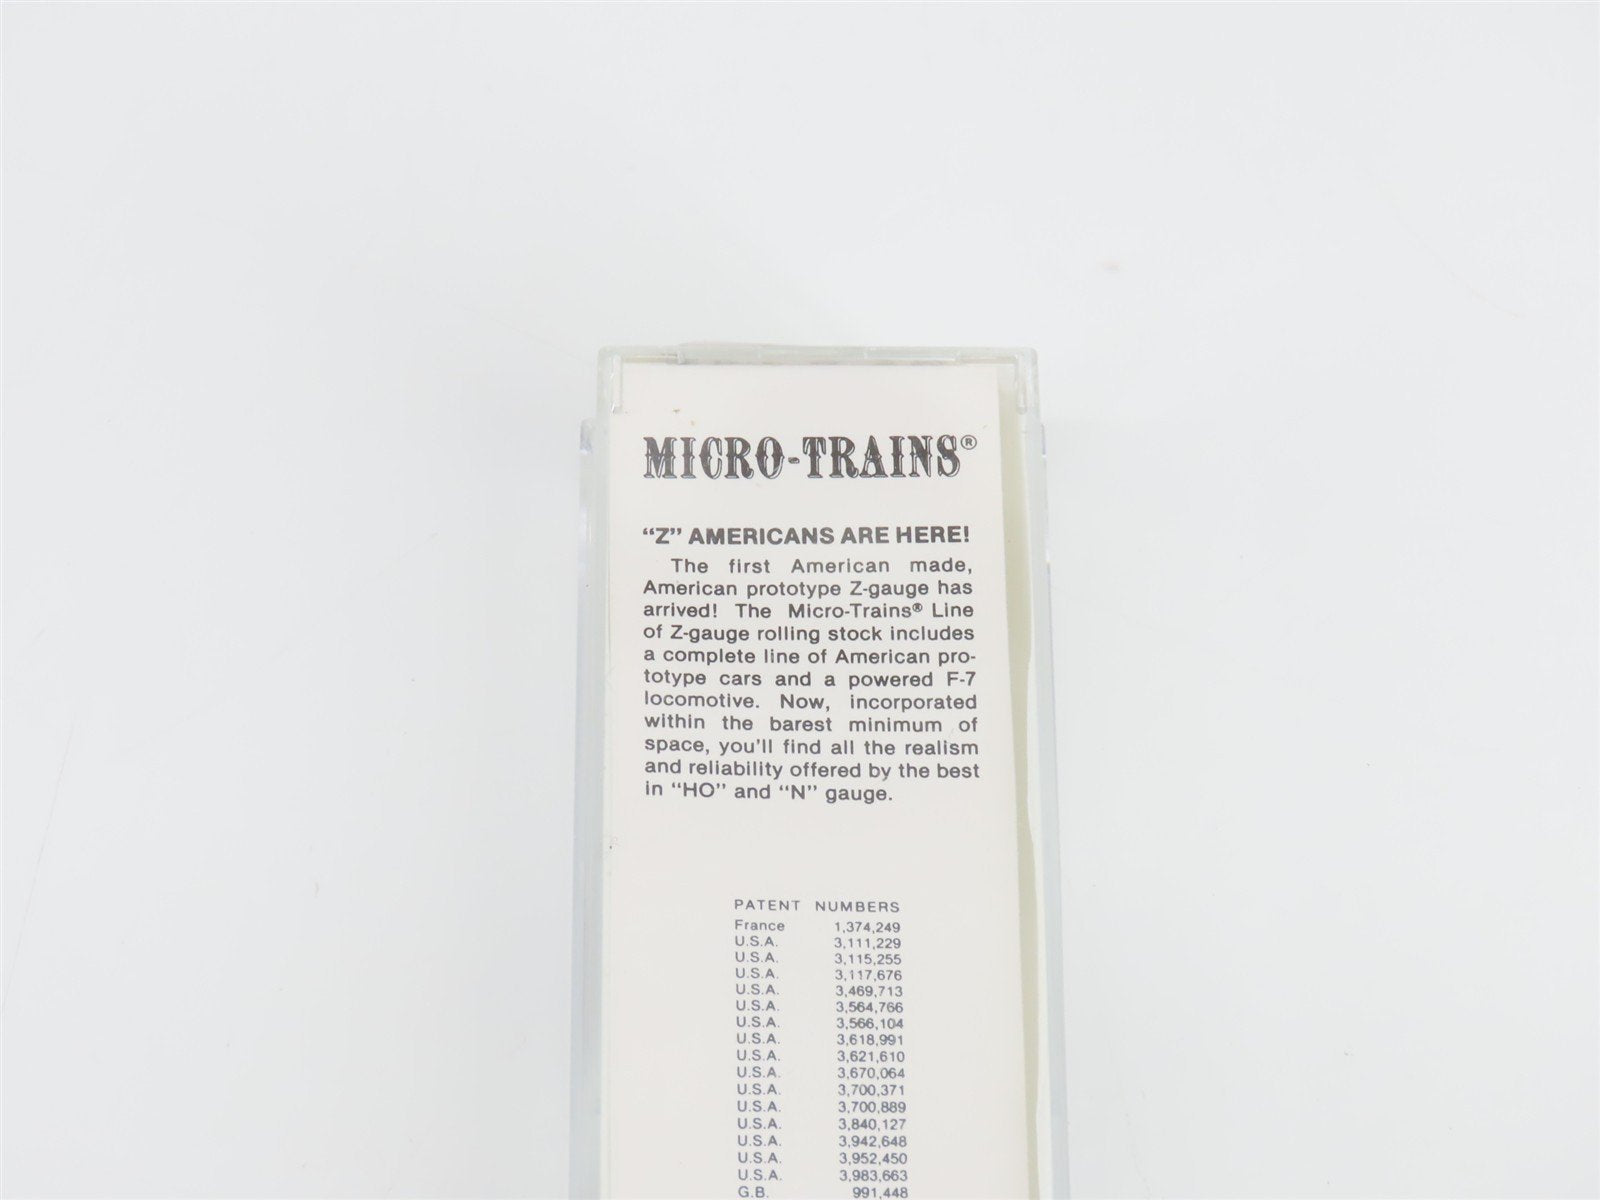 MICRO-TRAINS®
“Z” AMERICANS ARE HERE!
The first American made,
American prototype Z-gauge has
arrived! The Micro-Trains® Line
of Z-gauge rolling stock includes
a complete line of American pro-
totype cars and a powered F-7
locomotive. Now, incorporated
within the barest minimum of
space, you'll find all the realism
and reliability offered by the best
in “HO” and “N” gauge.
PATENT NUMBERS
France 1,374,249
U.S.A. 3,111,229
U.S.A. 3,115,255
U.S.A. 3,117,676
U.S.A. 3,469,713
U.S.A. 3,564,766
U.S.A. 3,566,104
U.S.A. 3,618,991
U.S.A. 3,621,610
U.S.A. 3,670,064
U.S.A. 3,700,371
U.S.A. 3,700,889
U.S.A. 3,840,127
U.S.A. 3,942,648
U.S.A. 3,952,450
U.S.A. 3,983,663
G.B. 991,448